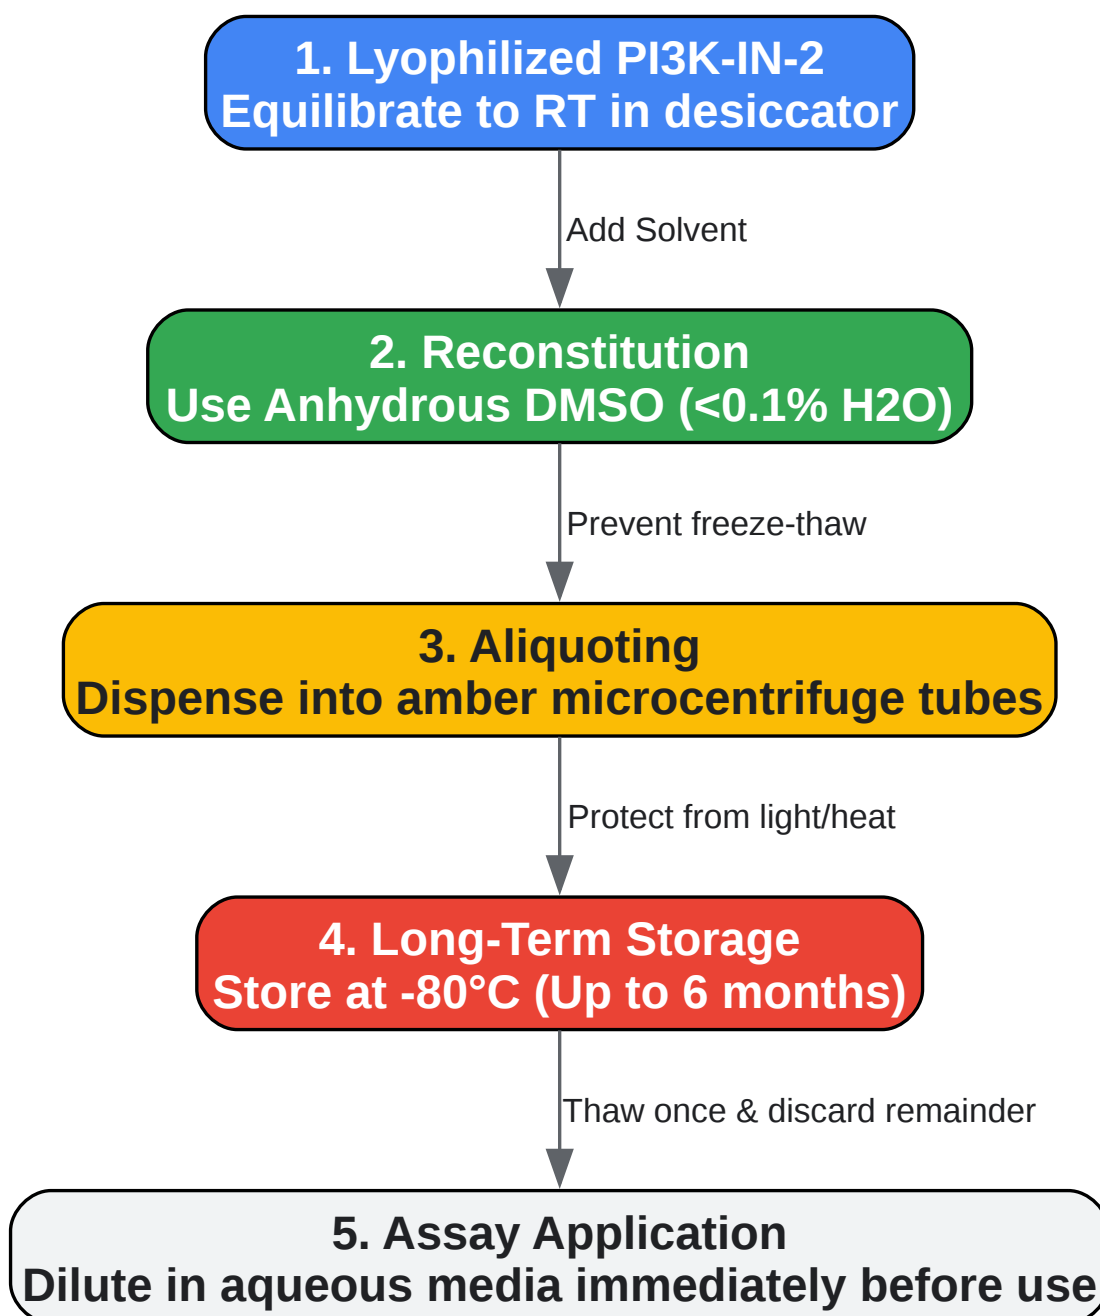 1. Lyophilized PI3K-IN-2
Equilibrate to RT in desiccator
Add Solvent
2. Reconstitution
Use Anhydrous DMSO (<0.1% H2O)
Prevent freeze-thaw
3. Aliquoting
Dispense into amber microcentrifuge tubes
Protect from light/heat
4. Long-Term Storage
Store at -80°C (Up to 6 months)
Thaw once & discard remainder
5. Assay Application
Dilute in aqueous media immediately before use